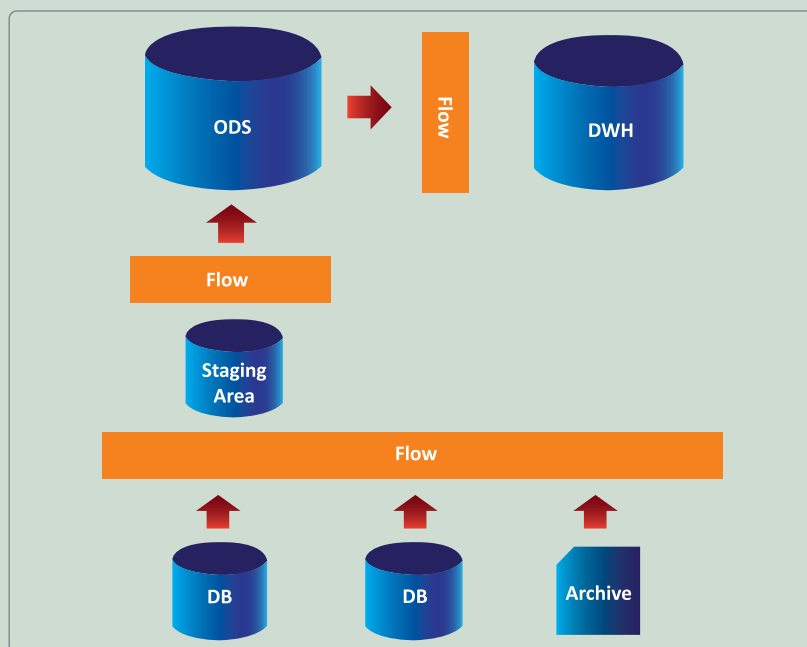 ODS
Flow
DWH
Flow
Staging
Area
Flow
DB
DB
Archive